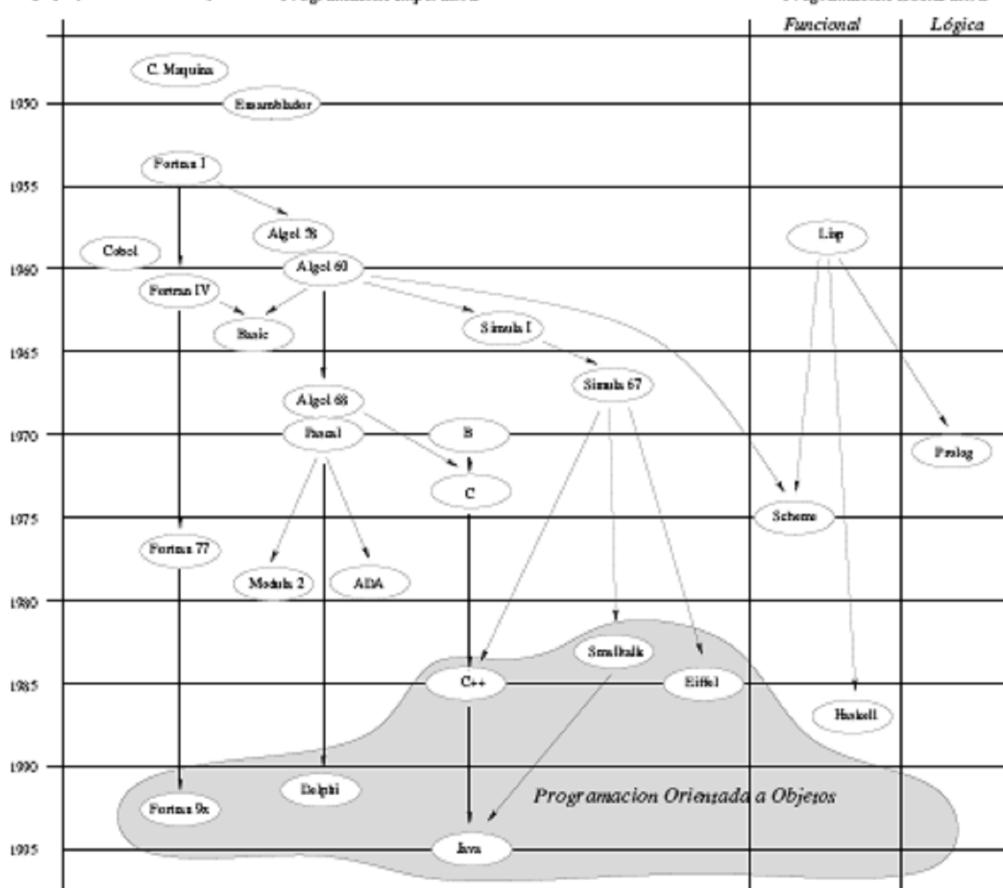 Funcional
Lógica
C. Maquina
1950
Ensamblador
Fortran I
1955
Algol 58
Lisp
Cobol
1960
Algol 60
Fortran IV
Basic
Simula I
1965
Simula 67
Algol 68
1970
Pascal
B
Prolog
C
1975
Scheme
Fortran 77
Modula 2
ADA
1980
Smalltalk
C++
1985
Eiffel
Haskell
1990
Delphi
Programacion Orientada a Objetos
Fortran 9x
Java
1995